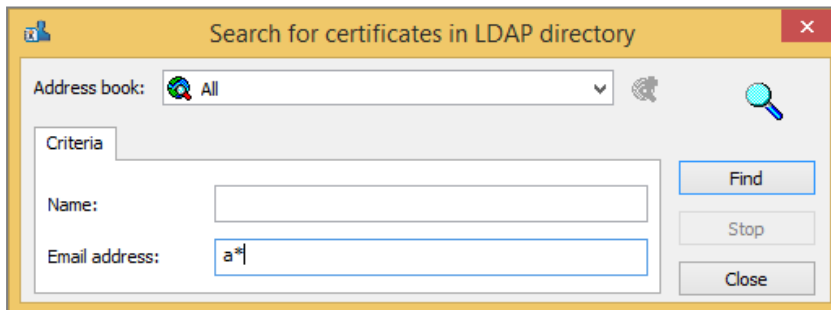 Search for certificates in LDAP directory
Address book: All
Criteria
Name:
Email address: a*
Find
Stop
Close